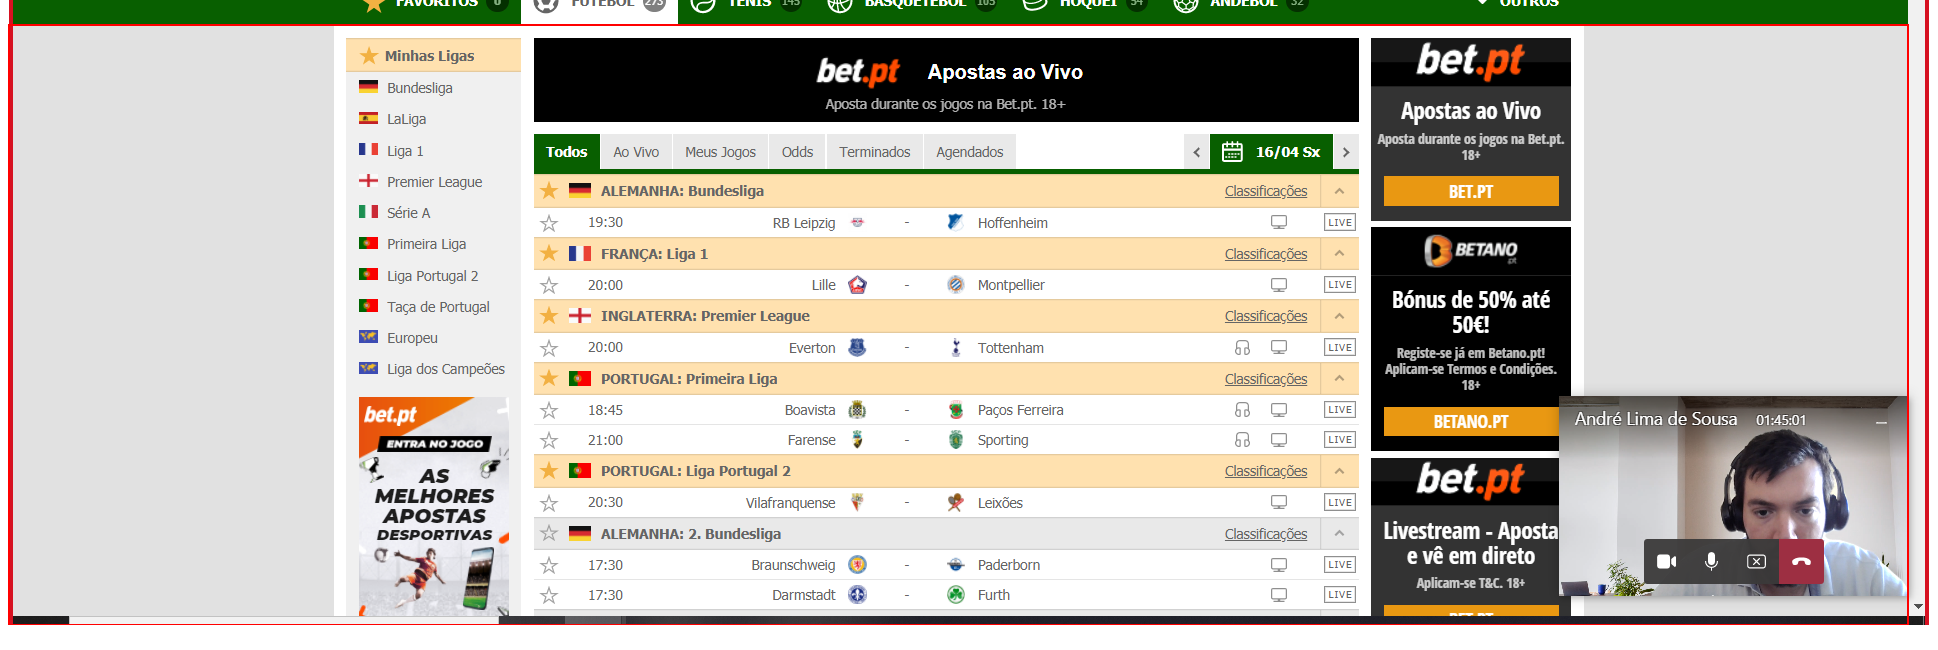 FAVORITOS 0
FUTEBOL 273
TÉNIS 145
BASQUETEBOL 105
HÓQUEI 54
ANDEBOL 32
OUTROS
Minhas Ligas
Bundesliga
LaLiga
Liga 1
Premier League
Série A
Primeira Liga
Liga Portugal 2
Taça de Portugal
Europeu
Liga dos Campeões
bet.pt
ENTRA NO JOGO
AS
MELHORES
APOSTAS
DESPORTIVAS
bet.pt Apostas ao Vivo
Aposta durante os jogos na Bet.pt. 18+
Todos Ao Vivo Meus Jogos Odds Terminados Agendados < 16/04 Sx >
ALEMANHA: Bundesliga Classificações
19:30 RB Leipzig - Hoffenheim LIVE
FRANÇA: Liga 1 Classificações
20:00 Lille - Montpellier LIVE
INGLATERRA: Premier League Classificações
20:00 Everton - Tottenham LIVE
PORTUGAL: Primeira Liga Classificações
18:45 Boavista - Paços Ferreira LIVE
21:00 Farense - Sporting LIVE
PORTUGAL: Liga Portugal 2 Classificações
20:30 Vilafranquense - Leixões LIVE
ALEMANHA: 2. Bundesliga Classificações
17:30 Braunschweig - Paderborn LIVE
17:30 Darmstadt - Furth LIVE
bet.pt
Apostas ao Vivo
Aposta durante os jogos na Bet.pt.
18+
BET.PT
BETANO
.pt
Bónus de 50% até
50€!
Registe-se já em Betano.pt!
Aplicam-se Termos e Condições.
18+
BETANO.PT
bet.pt
Livestream - Aposta
e vê em direto
Aplicam-se T&C. 18+
BET.PT
André Lima de Sousa 01:45:01